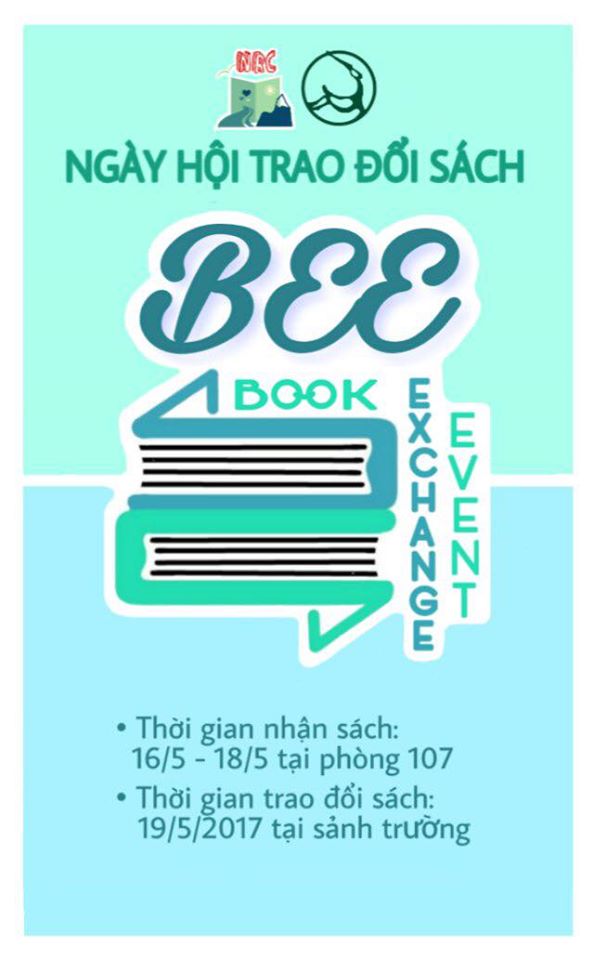 NRC
NGÀY HỘI TRAO ĐỔI SÁCH
BEE
BOOK
EXCHANGE
EVENT
• Thời gian nhận sách:
16/5 - 18/5 tại phòng 107
• Thời gian trao đổi sách:
19/5/2017 tại sảnh trường